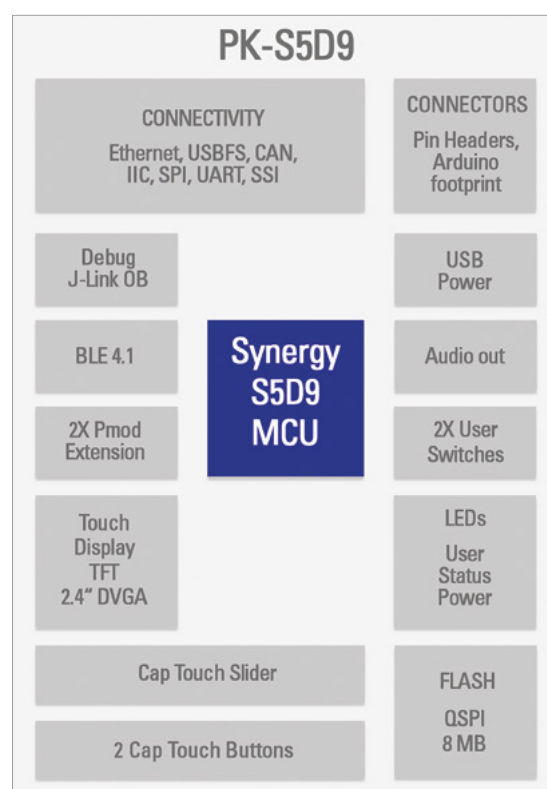 PK-S5D9
CONNECTIVITY
Ethernet, USBFS, CAN,
IIC, SPI, UART, SSI
CONNECTORS
Pin Headers,
Arduino
footprint
Debug
J-Link OB
USB
Power
BLE 4.1
Synergy
S5D9
MCU
Audio out
2X Pmod
Extension
2X User
Switches
Touch
Display
TFT
2.4” DVGA
LEDs
User
Status
Power
Cap Touch Slider
2 Cap Touch Buttons
FLASH
QSPI
8 MB